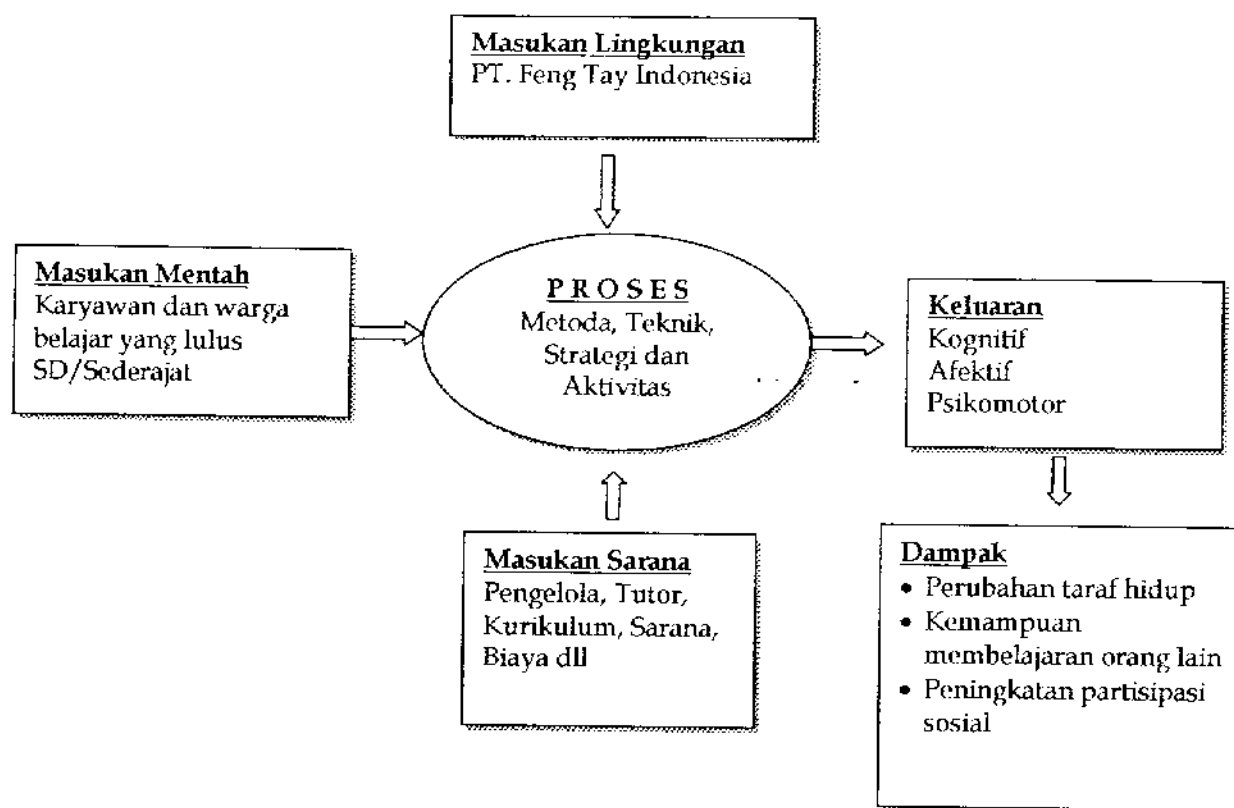 Masukan Lingkungan
PT. Feng Tay Indonesia
Masukan Mentah
Karyawan dan warga
belajar yang lulus
SD/Sederajat
P R O S E S
Metoda, Teknik,
Strategi dan
Aktivitas
Keluaran
Kognitif
Afektif
Psikomotor
Masukan Sarana
Pengelola, Tutor,
Kurikulum, Sarana,
Biaya dll
Dampak
• Perubahan taraf hidup
• Kemampuan
membelajaran orang lain
• Peningkatan partisipasi
sosial